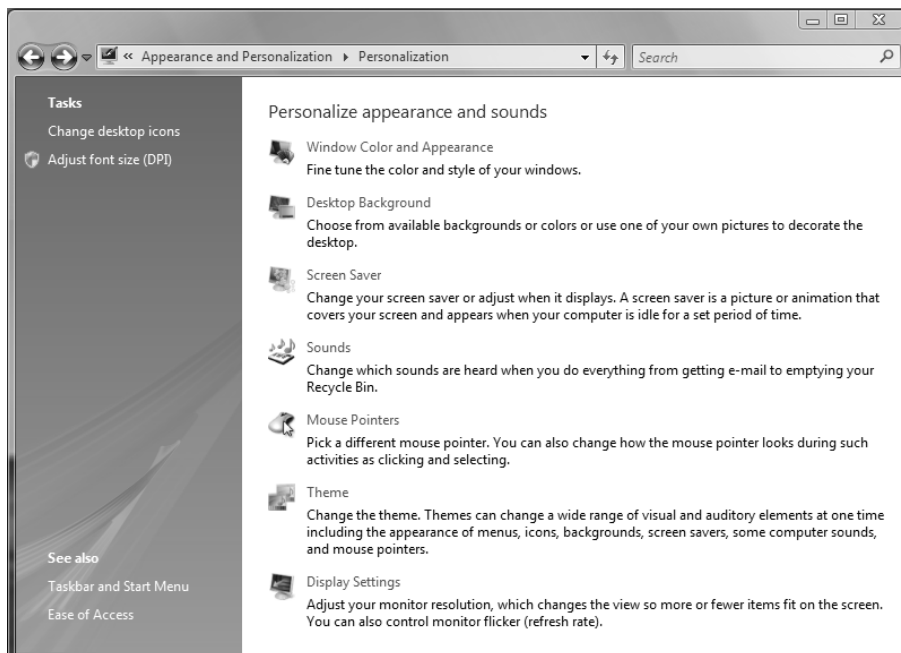 « Appearance and Personalization ▸ Personalization
Search
Tasks
Change desktop icons
Adjust font size (DPI)
Personalize appearance and sounds
Window Color and Appearance
Fine tune the color and style of your windows.
Desktop Background
Choose from available backgrounds or colors or use one of your own pictures to decorate the
desktop.
Screen Saver
Change your screen saver or adjust when it displays. A screen saver is a picture or animation that
covers your screen and appears when your computer is idle for a set period of time.
Sounds
Change which sounds are heard when you do everything from getting e-mail to emptying your
Recycle Bin.
Mouse Pointers
Pick a different mouse pointer. You can also change how the mouse pointer looks during such
activities as clicking and selecting.
Theme
Change the theme. Themes can change a wide range of visual and auditory elements at one time
including the appearance of menus, icons, backgrounds, screen savers, some computer sounds,
and mouse pointers.
Display Settings
Adjust your monitor resolution, which changes the view so more or fewer items fit on the screen.
You can also control monitor flicker (refresh rate).
See also
Taskbar and Start Menu
Ease of Access